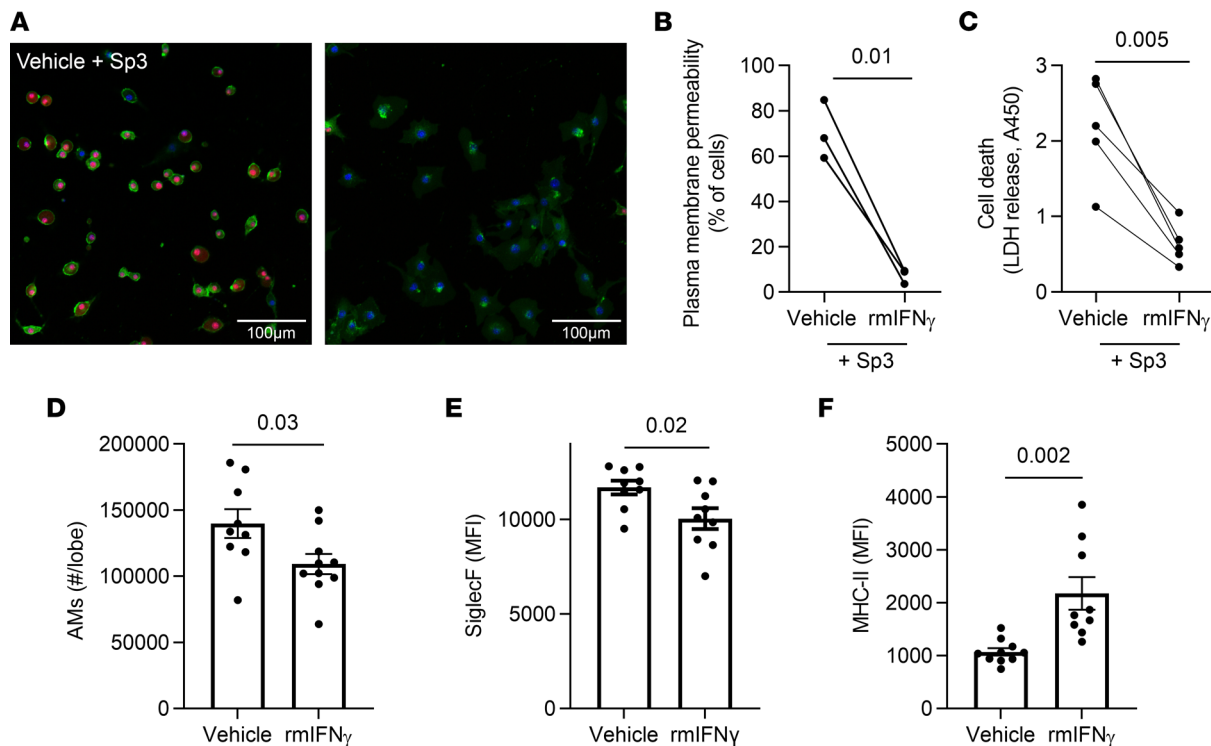 A
Vehicle + Sp3
100µm
100µm
B
Plasma membrane permeability
(% of cells)
100
80
60
40
20
0
0.01
Vehicle rmIFNγ
+ Sp3
C
Cell death
(LDH release, A450)
3
2
1
0
0.005
Vehicle rmIFNγ
+ Sp3
D
AMs (#/lobe)
200000
150000
100000
50000
0
0.03
Vehicle rmIFNγ
E
SiglecF (MFI)
10000
5000
0
0.02
Vehicle rmIFNγ
F
MHC-II (MFI)
5000
4000
3000
2000
1000
0
0.002
Vehicle rmIFNγ